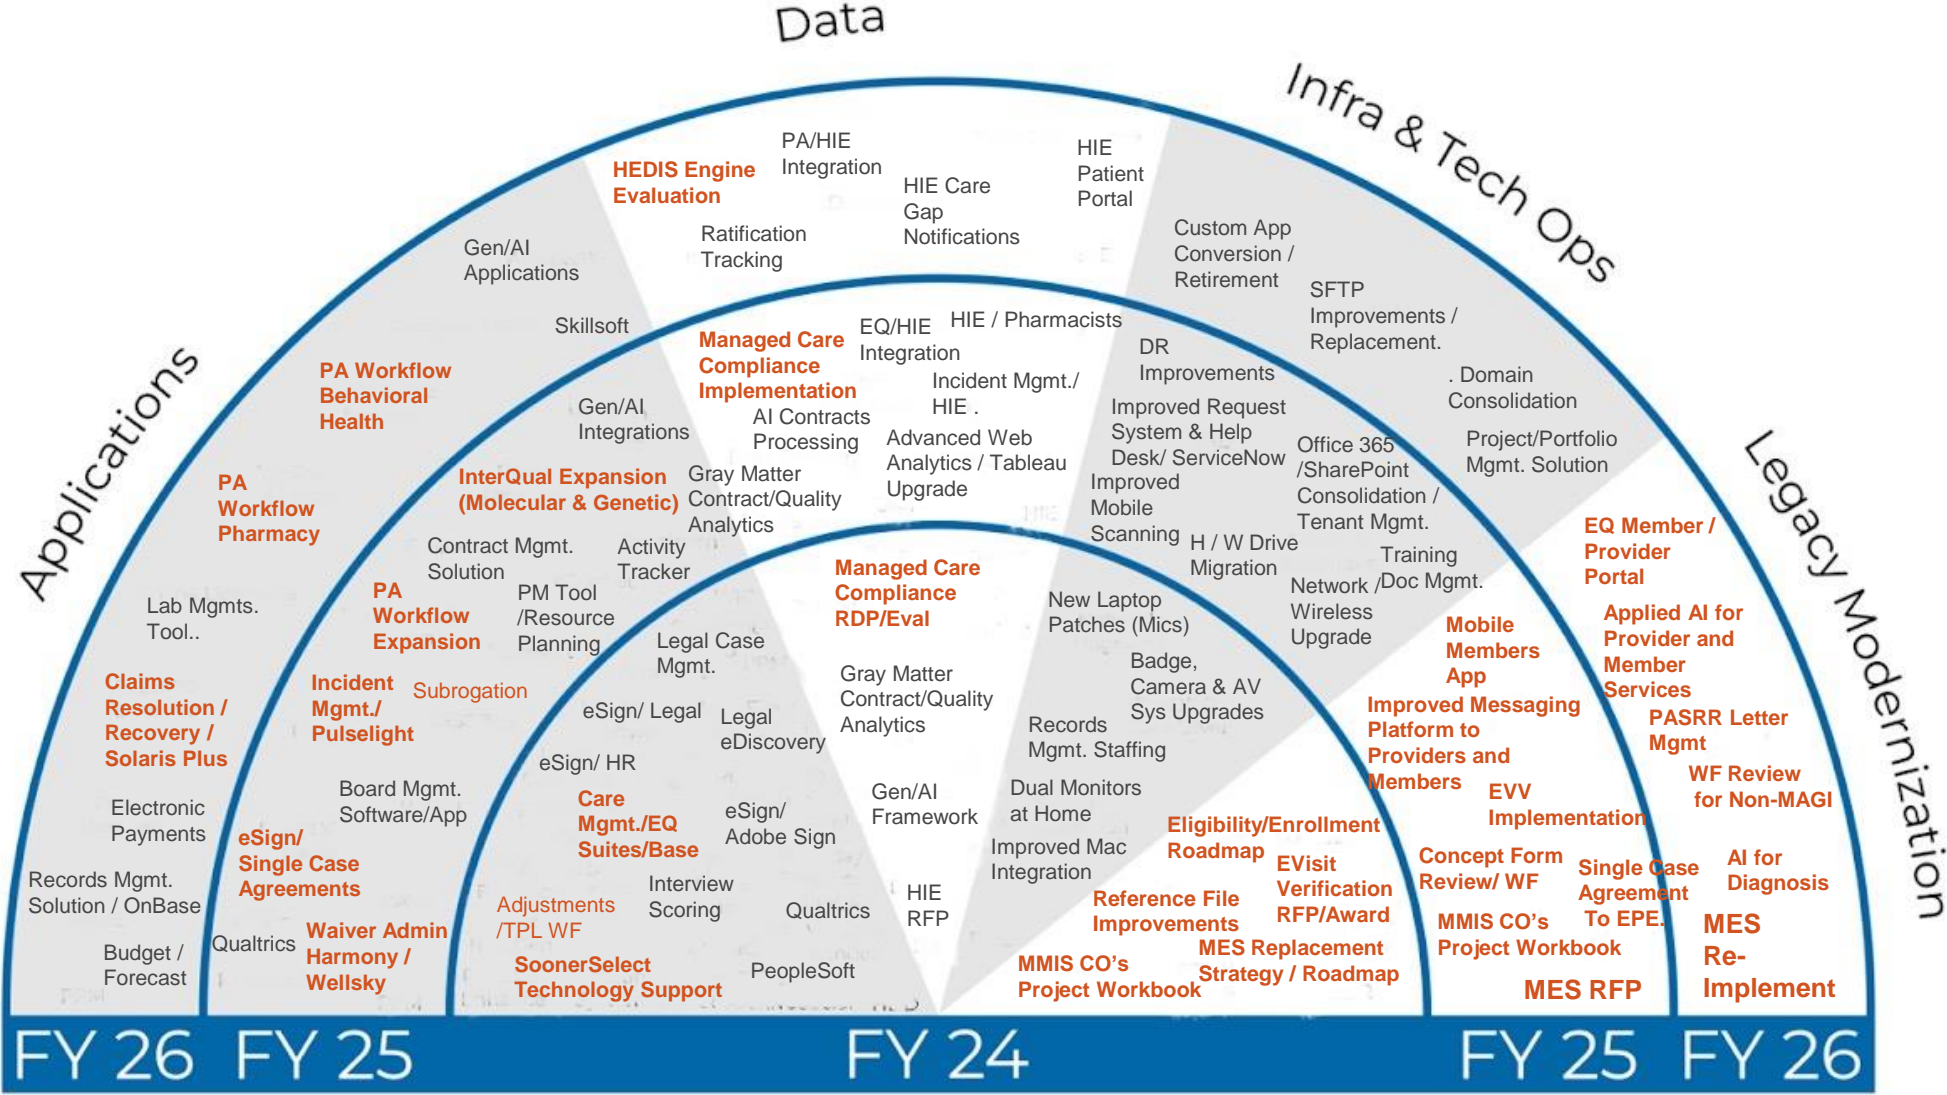 Data
Infra & Tech Ops
Applications
Legacy Modernization
HEDIS Engine
Evaluation
PA/HIE
Integration
Ratification
Tracking
HIE Care
Gap
Notifications
HIE
Patient
Portal
Gen/AI
Applications
Skillsoft
PA Workflow
Behavioral
Health
PA
Workflow
Pharmacy
Lab Mgmts.
Tool..
Claims
Resolution /
Recovery /
Solaris Plus
Electronic
Payments
Records Mgmt.
Solution / OnBase
Budget /
Forecast
Custom App
Conversion /
Retirement
SFTP
Improvements /
Replacement.
. Domain
Consolidation
Project/Portfolio
Mgmt. Solution
EQ Member /
Provider
Portal
Applied AI for
Provider and
Member
Services
PASRR Letter
Mgmt
WF Review
for Non-MAGI
AI for
Diagnosis
MES
Re-
Implement
Managed Care
Compliance
Implementation
EQ/HIE
Integration
HIE / Pharmacists
Incident Mgmt./
HIE .
AI Contracts
Processing
Advanced Web
Analytics / Tableau
Upgrade
Gray Matter
Contract/Quality
Analytics
Gen/AI
Integrations
InterQual Expansion
(Molecular & Genetic)
Contract Mgmt.
Solution
Activity
Tracker
PA
Workflow
Expansion
PM Tool
/Resource
Planning
Incident
Mgmt./
Pulselight
Subrogation
Board Mgmt.
Software/App
eSign/
Single Case
Agreements
Qualtrics
Waiver Admin
Harmony /
Wellsky
DR
Improvements
Improved Request
System & Help
Desk/ ServiceNow
Improved
Mobile
Scanning
Office 365
/SharePoint
Consolidation /
Tenant Mgmt.
H / W Drive
Migration
Training
Doc Mgmt.
Network /
Wireless
Upgrade
Mobile
Members
App
Improved Messaging
Platform to
Providers and
Members
EVV
Implementation
Concept Form
Review/ WF
Single Case
Agreement
To EPE.
MMIS CO's
Project Workbook
MES RFP
Managed Care
Compliance
RDP/Eval
Gray Matter
Contract/Quality
Analytics
Gen/AI
Framework
HIE
RFP
Legal Case
Mgmt.
eSign/ Legal
Legal
eDiscovery
eSign/ HR
Care
Mgmt./EQ
Suites/Base
eSign/
Adobe Sign
Interview
Scoring
Qualtrics
Adjustments
/TPL WF
SoonerSelect
Technology Support
PeopleSoft
New Laptop
Patches (Mics)
Badge,
Camera & AV
Sys Upgrades
Records
Mgmt. Staffing
Dual Monitors
at Home
Improved Mac
Integration
Eligibility/Enrollment
Roadmap
EVisit
Verification
RFP/Award
Reference File
Improvements
MES Replacement
Strategy / Roadmap
MMIS CO's
Project Workbook
FY 26
FY 25
FY 24
FY 25
FY 26